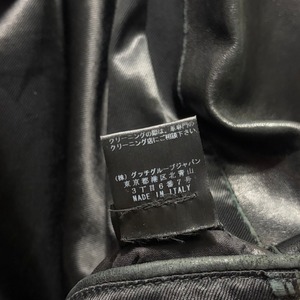 クリーニングの際は、革専門の
クリーニング店にご相談下さい
(株) グッチグループジャパン
東京都港区北青山
3丁目6番7号
MADE IN ITALY